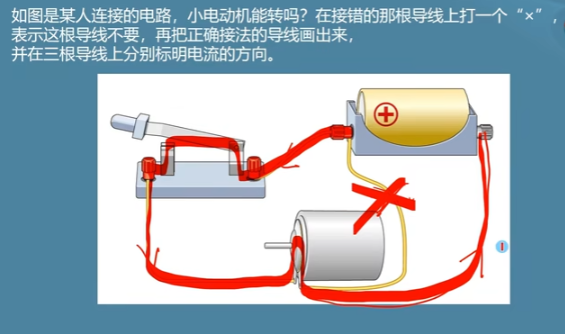 如图是某人连接的电路，小电动机能转吗？在接错的那根导线上打一个“×”，
表示这根导线不要，再把正确接法的导线画出来，
并在三根导线上分别标明电流的方向。